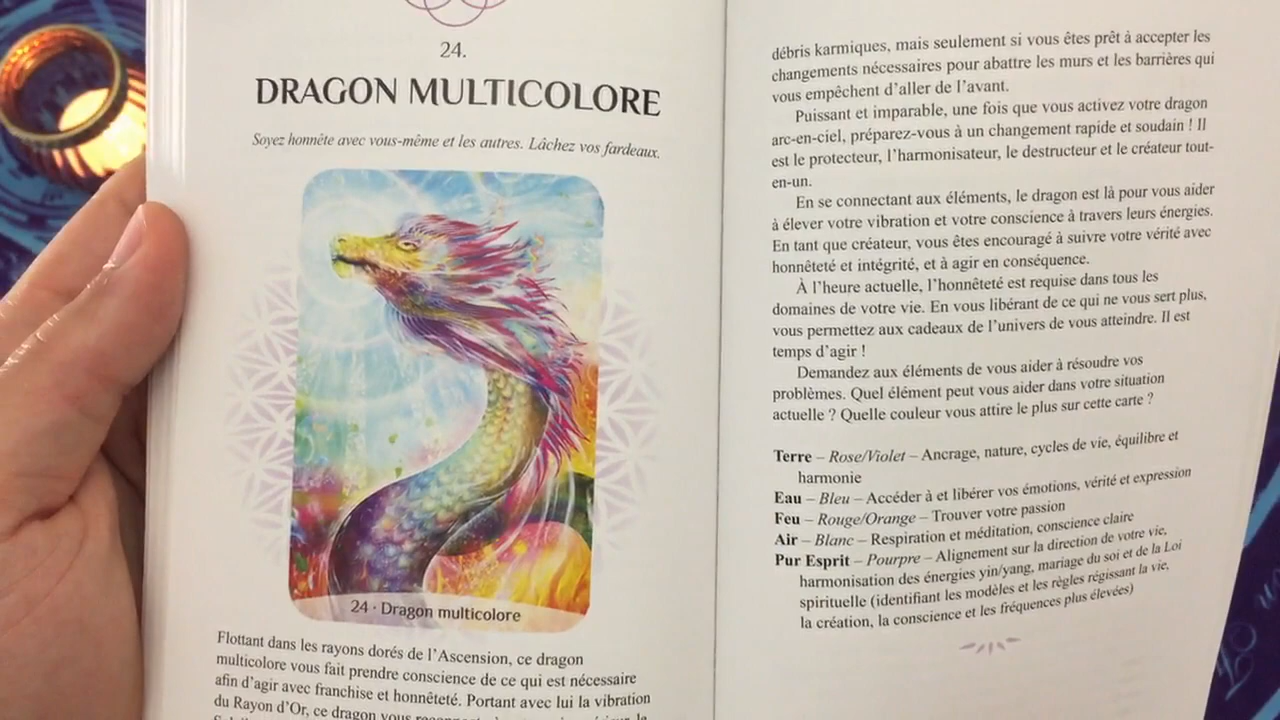 24.
DRAGON MULTICOLORE
Soyez honnête avec vous-même et les autres. Lâchez vos fardeaux.
24 · Dragon multicolore
Flottant dans les rayons dorés de l'Ascension, ce dragon
multicolore vous fait prendre conscience de ce qui est nécessaire
afin d'agir avec franchise et honnêteté. Portant avec lui la vibration
du Rayon d'Or, ce dragon vous
débris karmiques, mais seulement si vous êtes prêt à accepter les
changements nécessaires pour abattre les murs et les barrières qui
vous empêchent d'aller de l'avant.
Puissant et imparable, une fois que vous activez votre dragon
arc-en-ciel, préparez-vous à un changement rapide et soudain ! Il
est le protecteur, l'harmonisateur, le destructeur et le créateur tout-
en-un.
En se connectant aux éléments, le dragon est là pour vous aider
à élever votre vibration et votre conscience à travers leurs énergies.
En tant que créateur, vous êtes encouragé à suivre votre vérité avec
honnêteté et intégrité, et à agir en conséquence.
À l'heure actuelle, l'honnêteté est requise dans tous les
domaines de votre vie. En vous libérant de ce qui ne vous sert plus,
vous permettez aux cadeaux de l'univers de vous atteindre. Il est
temps d'agir !
Demandez aux éléments de vous aider à résoudre vos
problèmes. Quel élément peut vous aider dans votre situation
actuelle ? Quelle couleur vous attire le plus sur cette carte ?
Terre – Rose/Violet – Ancrage, nature, cycles de vie, équilibre et
harmonie
Eau – Bleu – Accéder à et libérer vos émotions, vérité et expression
Feu – Rouge/Orange – Trouver votre passion
Air – Blanc – Respiration et méditation, conscience claire
Pur Esprit – Pourpre – Alignement sur la direction de votre vie,
harmonisation des énergies yin/yang, mariage du soi et de la Loi
spirituelle (identifiant les modèles et les règles régissant la vie,
la création, la conscience et les fréquences plus élevées)